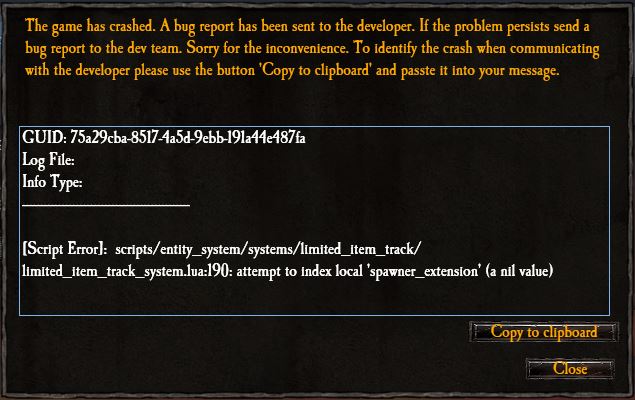 The game has crashed. A bug report has been sent to the developer. If the problem persists send a
bug report to the dev team. Sorry for the inconvenience. To identify the crash when communicating
with the developer please use the button 'Copy to clipboard' and passte it into your message.
GUID: 75a29cba-8517-4a5d-9ebb-191a44e487fa
Log File:
Info Type:
[Script Error]: scripts/entity_system/systems/limited_item_track/
limited_item_track_system.lua:190: attempt to index local 'spawner_extension' (a nil value)
Copy to clipboard
Close